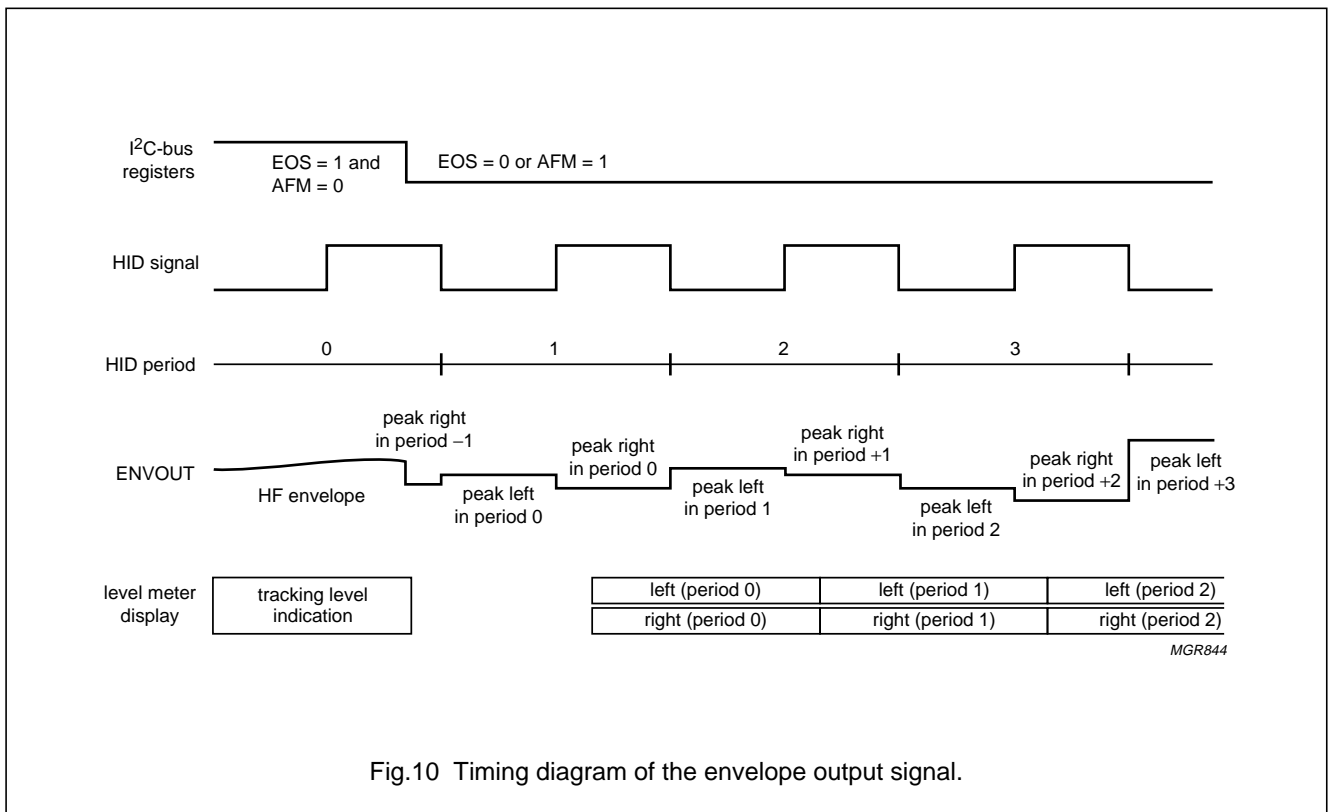 I2C-bus
registers
EOS = 1 and
AFM = 0
EOS = 0 or AFM = 1
HID signal
HID period
0
1
2
3
ENVOUT
HF envelope
peak right
in period −1
peak left
in period 0
peak right
in period 0
peak left
in period 1
peak right
in period +1
peak left
in period 2
peak right
in period +2
peak left
in period +3
level meter
display
tracking level
indication
left (period 0)
left (period 1)
left (period 2)
right (period 0)
right (period 1)
right (period 2)
MGR844
Fig.10 Timing diagram of the envelope output signal.